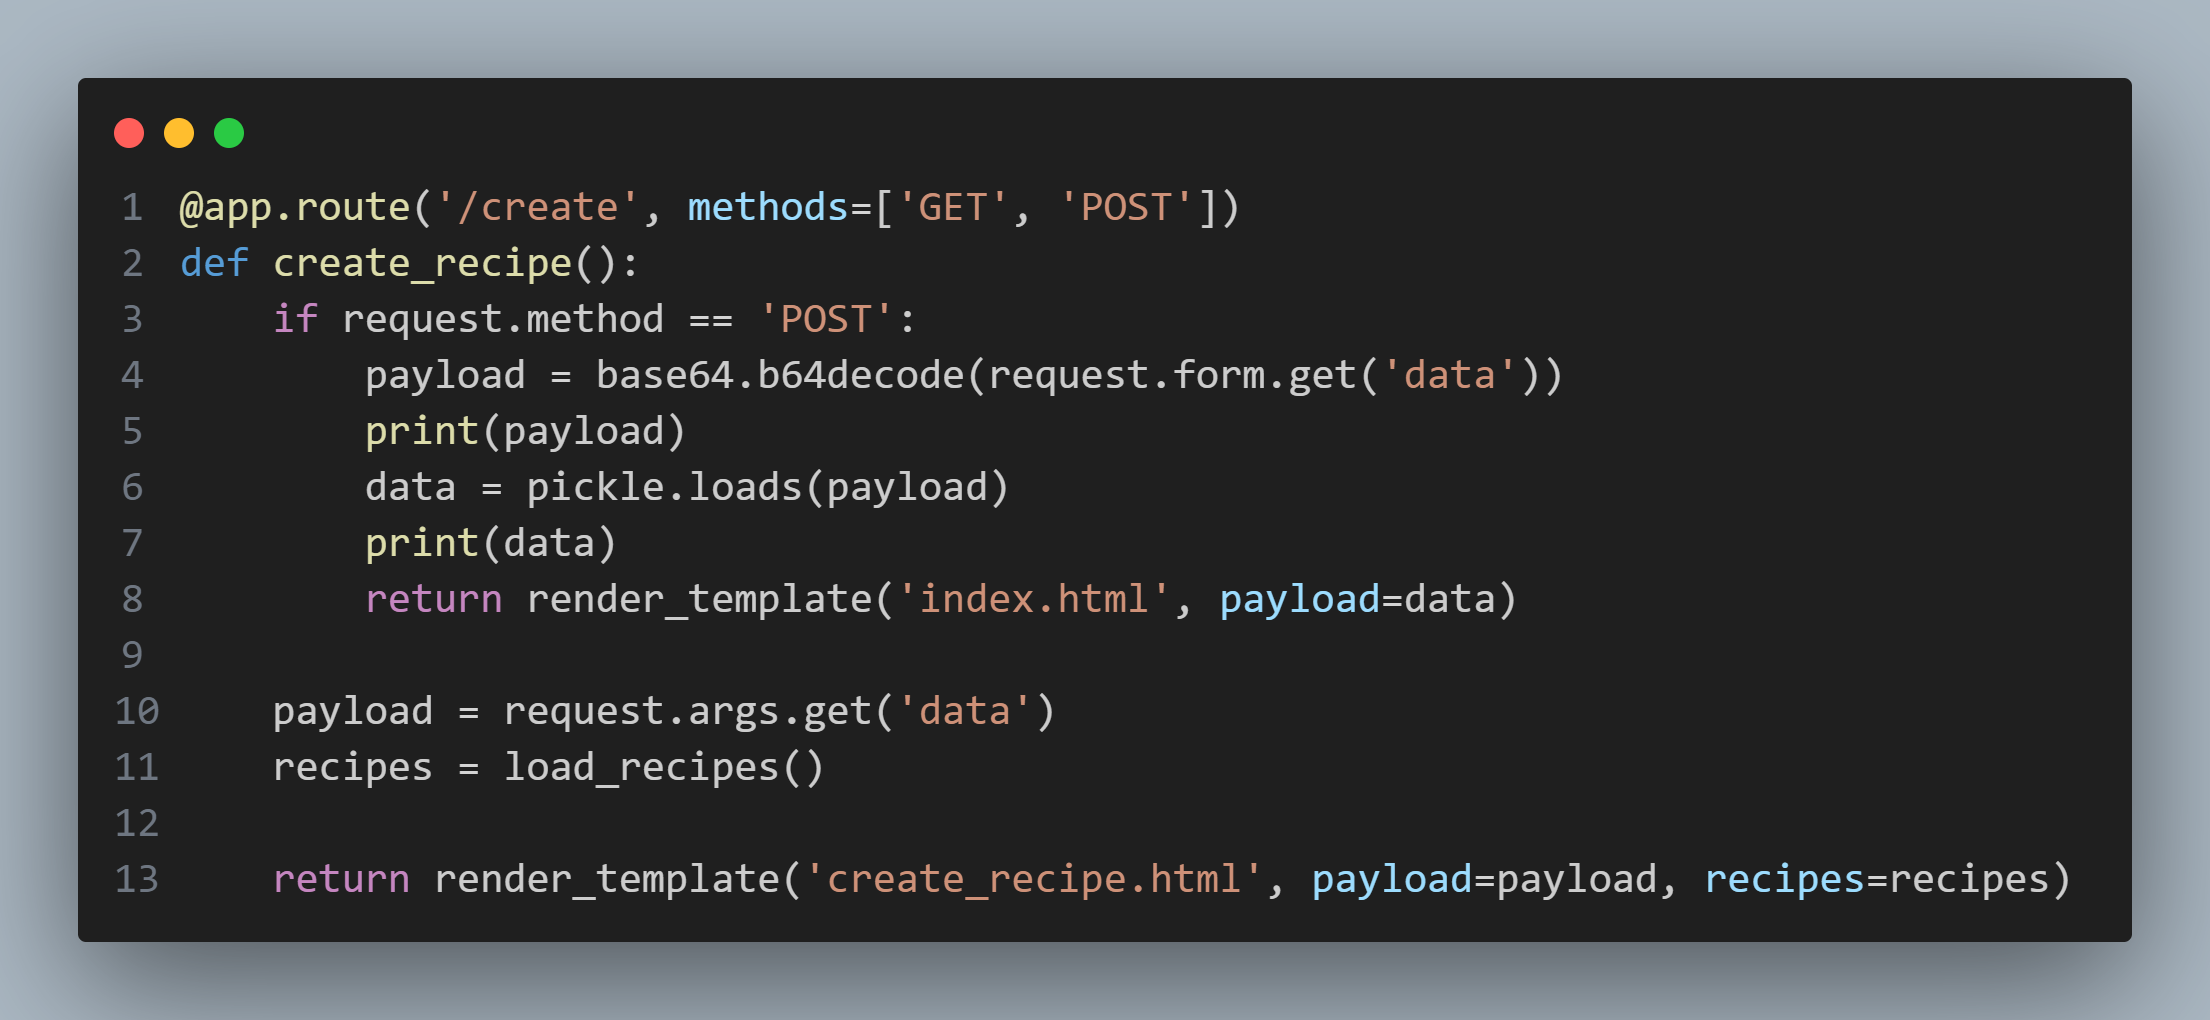 1 @app.route('/create', methods=['GET', 'POST'])
2 def create_recipe():
3     if request.method == 'POST':
4         payload = base64.b64decode(request.form.get('data'))
5         print(payload)
6         data = pickle.loads(payload)
7         print(data)
8         return render_template('index.html', payload=data)
9
10     payload = request.args.get('data')
11     recipes = load_recipes()
12
13     return render_template('create_recipe.html', payload=payload, recipes=recipes)